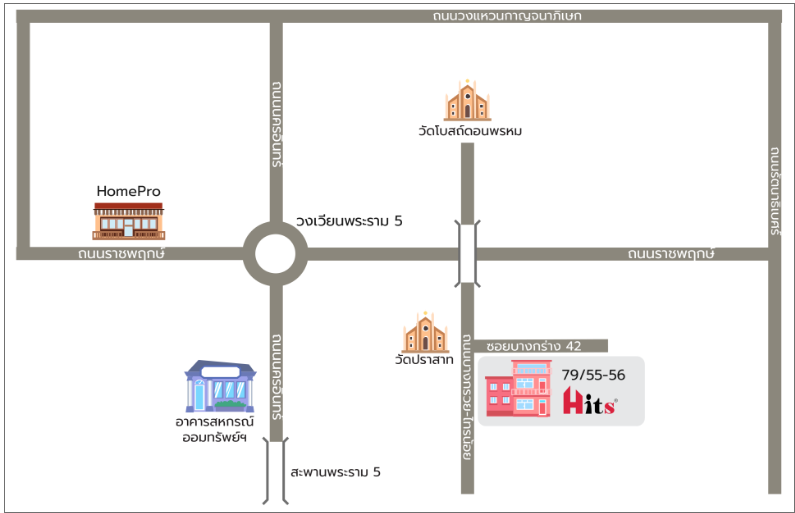 ถนนวงแหวนกาญจนาภิเษก
ถนนนครอินทร์
วัดโบสถ์ดอนพรหม
ถนนรัตนาธิเบศร์
HomePro
วงเวียนพระราม 5
ถนนราชพฤกษ์
ถนนราชพฤกษ์
วัดปราสาท
ถนนนครอินทร์
ถนนบางกรวย-ไทรน้อย
ซอยบางกร่าง 42
79/55-56
Hits®
อาคารสหกรณ์
ออมทรัพย์ฯ
สะพานพระราม 5